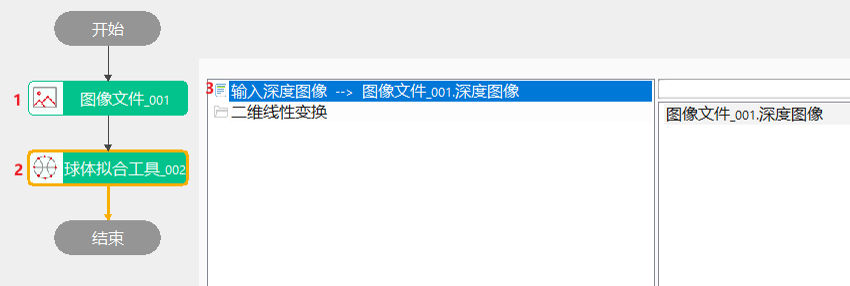 开始
1 图像文件_001
2 球体拟合工具_002
结束
3 输入深度图像 --> 图像文件_001.深度图像
二维线性变换
图像文件_001.深度图像